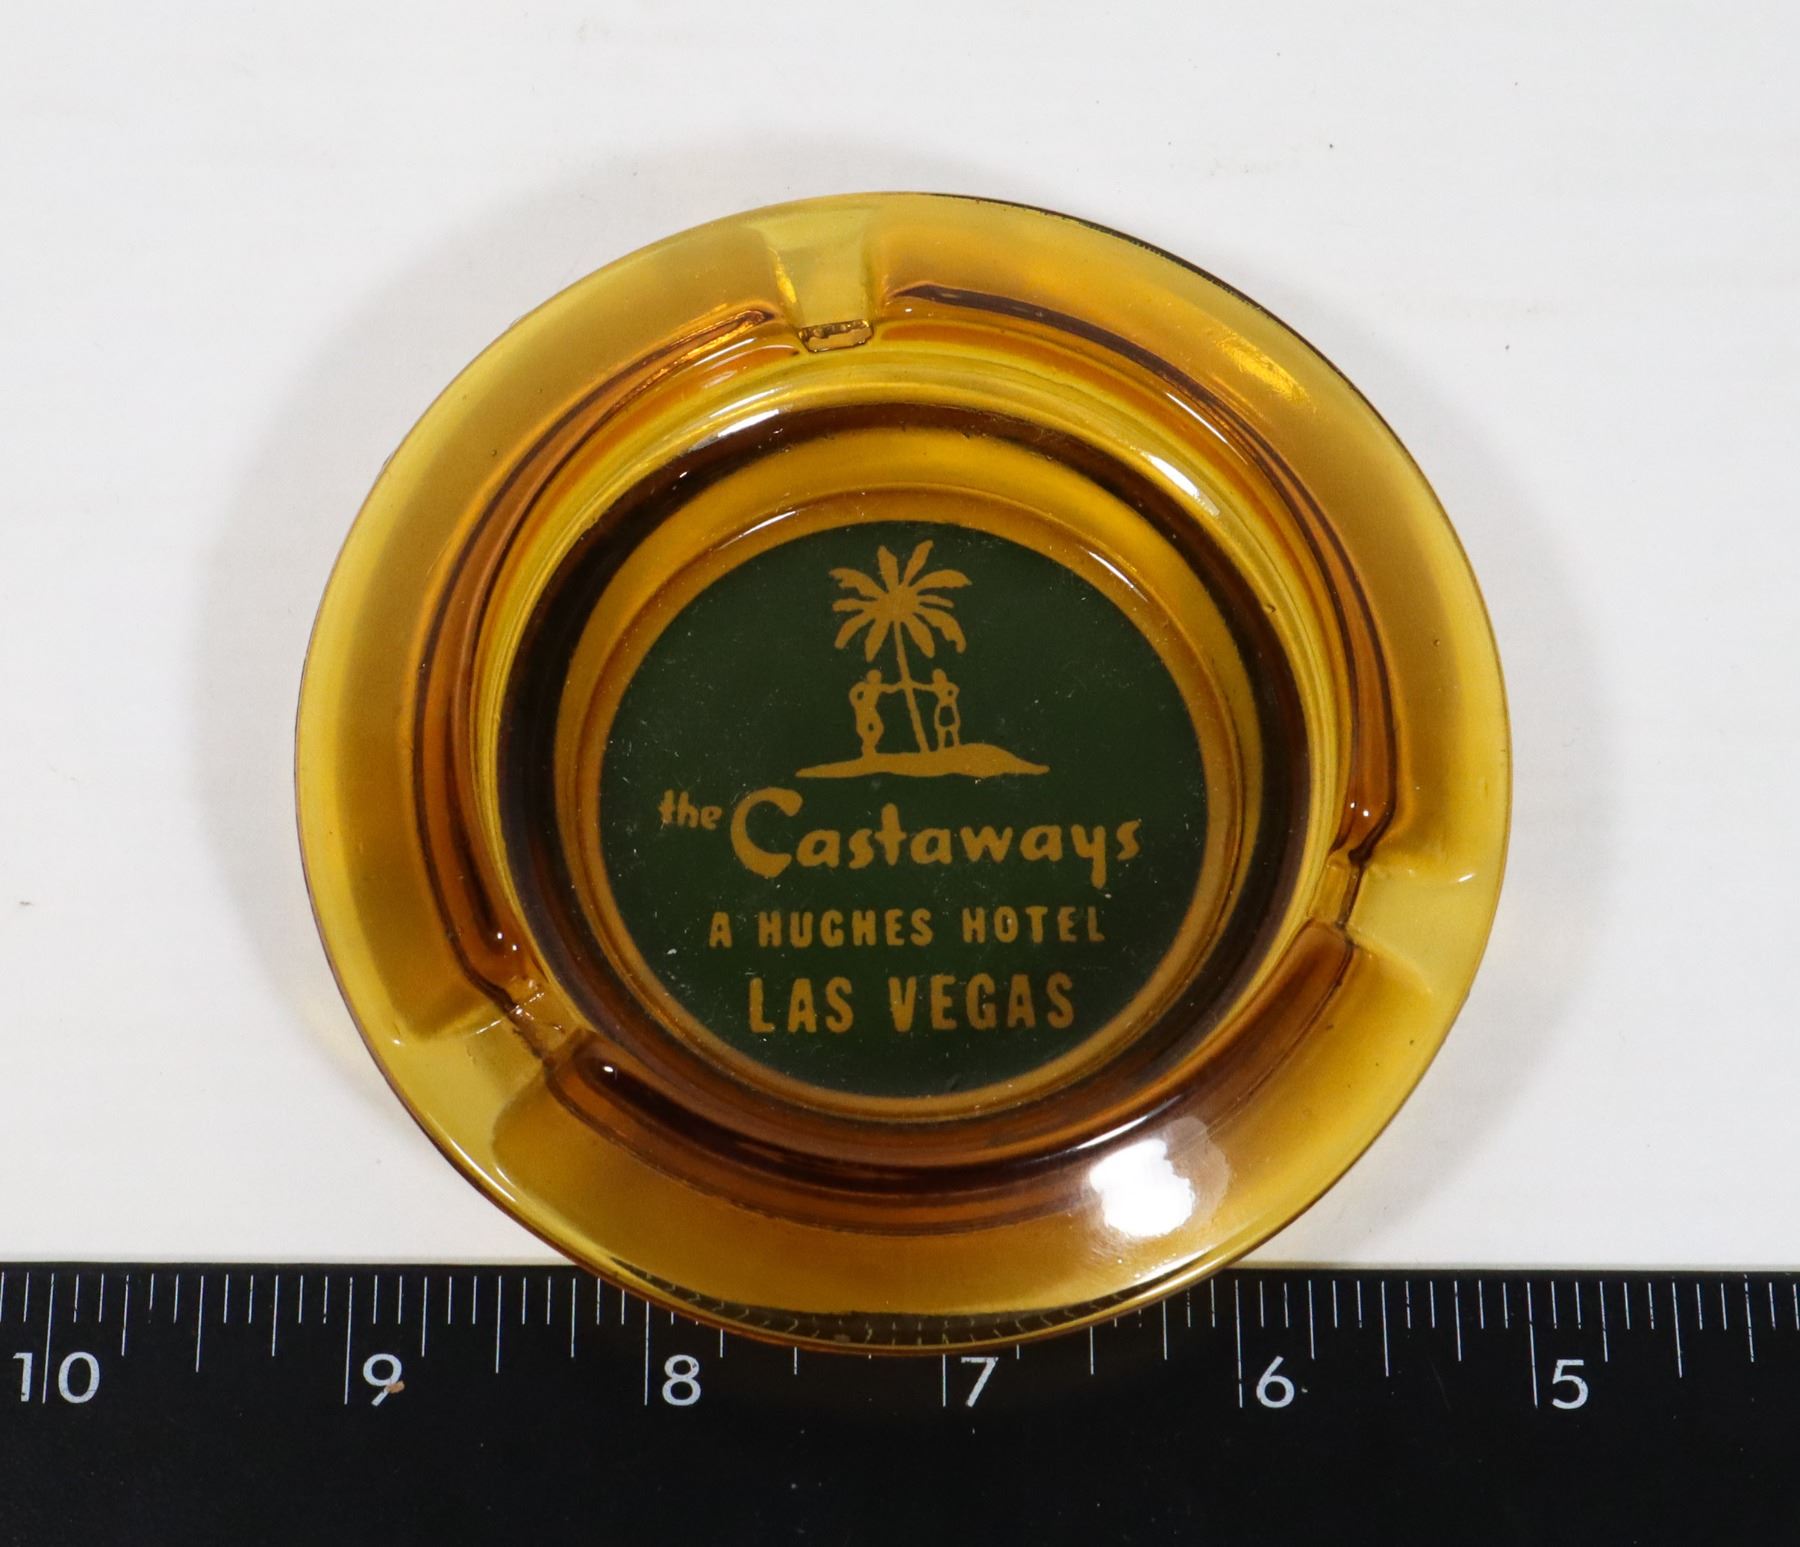 the Castaways
A HUGHES HOTEL
LAS VEGAS
10 9 8 7 6 5